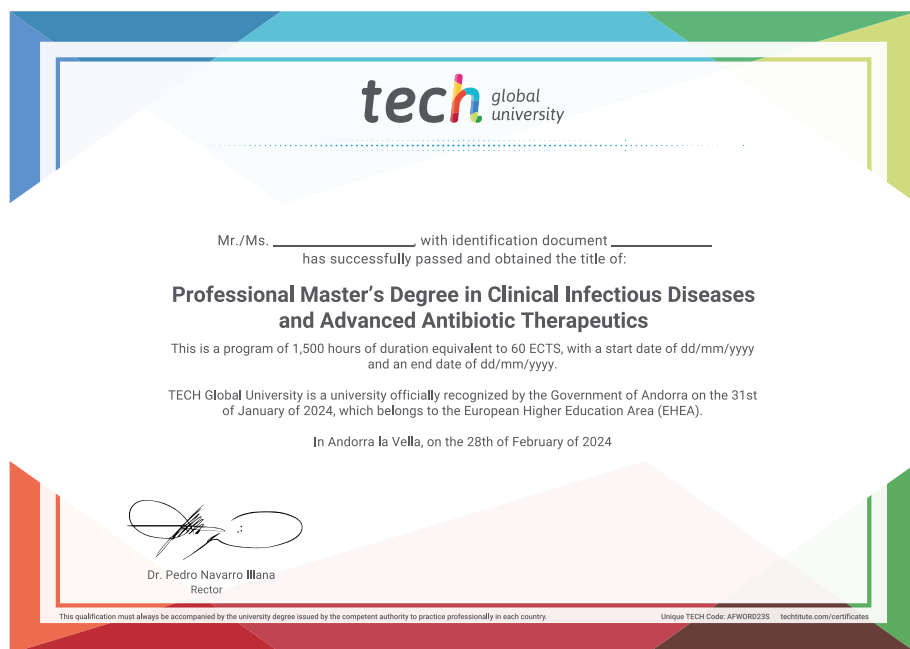 tech global
university
Mr./Ms. ____________, with identification document ____________
has successfully passed and obtained the title of:
Professional Master's Degree in Clinical Infectious Diseases
and Advanced Antibiotic Therapeutics
This is a program of 1,500 hours of duration equivalent to 60 ECTS, with a start date of dd/mm/yyyy
and an end date of dd/mm/yyyy.
TECH Global University is a university officially recognized by the Government of Andorra on the 31st
of January of 2024, which belongs to the European Higher Education Area (EHEA).
In Andorra la Vella, on the 28th of February of 2024
Dr. Pedro Navarro Illana
Rector
This qualification must always be accompanied by the university degree issued by the competent authority to practice professionally in each country.
Unique TECH Code: AFWORD23S techtitute.com/certificates